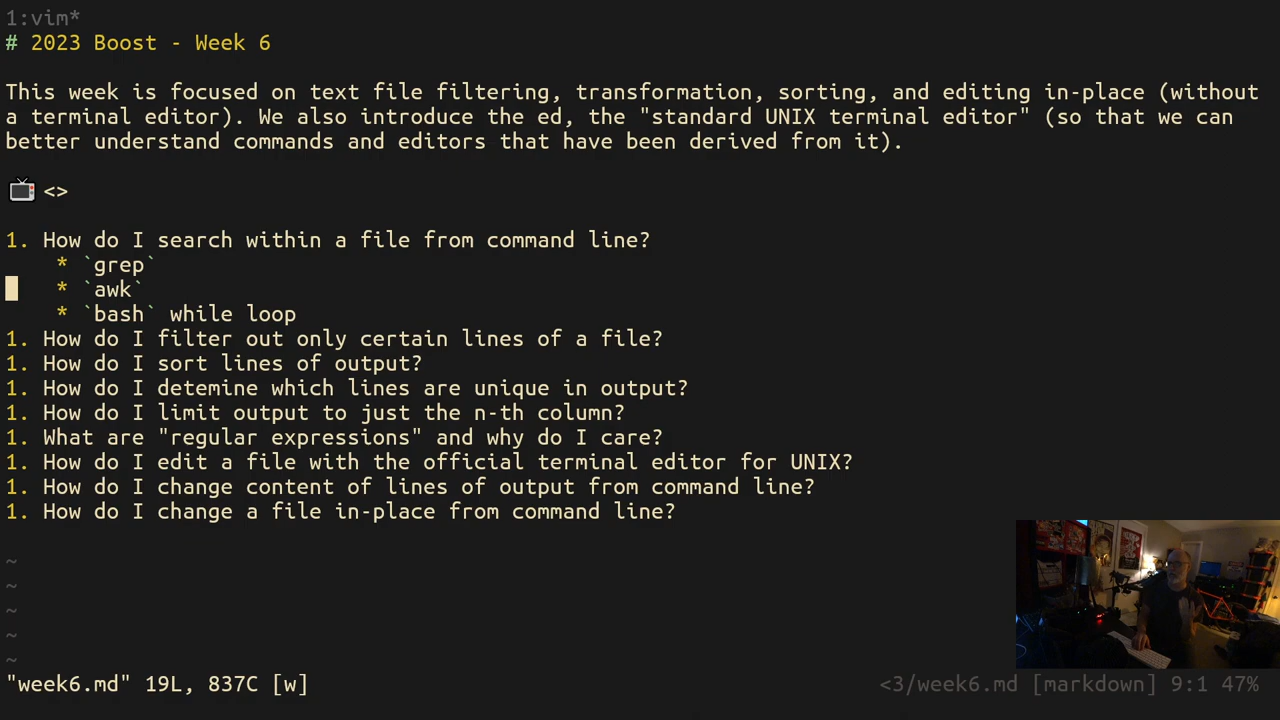 1:vim*
# 2023 Boost - Week 6
This week is focused on text file filtering, transformation, sorting, and editing in-place (without
a terminal editor). We also introduce the ed, the "standard UNIX terminal editor" (so that we can
better understand commands and editors that have been derived from it).
📺 <>
1. How do I search within a file from command line?
* `grep`
* `awk`
* `bash` while loop
1. How do I filter out only certain lines of a file?
1. How do I sort lines of output?
1. How do I detemine which lines are unique in output?
1. How do I limit output to just the n-th column?
1. What are "regular expressions" and why do I care?
1. How do I edit a file with the official terminal editor for UNIX?
1. How do I change content of lines of output from command line?
1. How do I change a file in-place from command line?
~
~
~
~
~
"week6.md" 19L, 837C [w] <3/week6.md [markdown] 9:1 47%